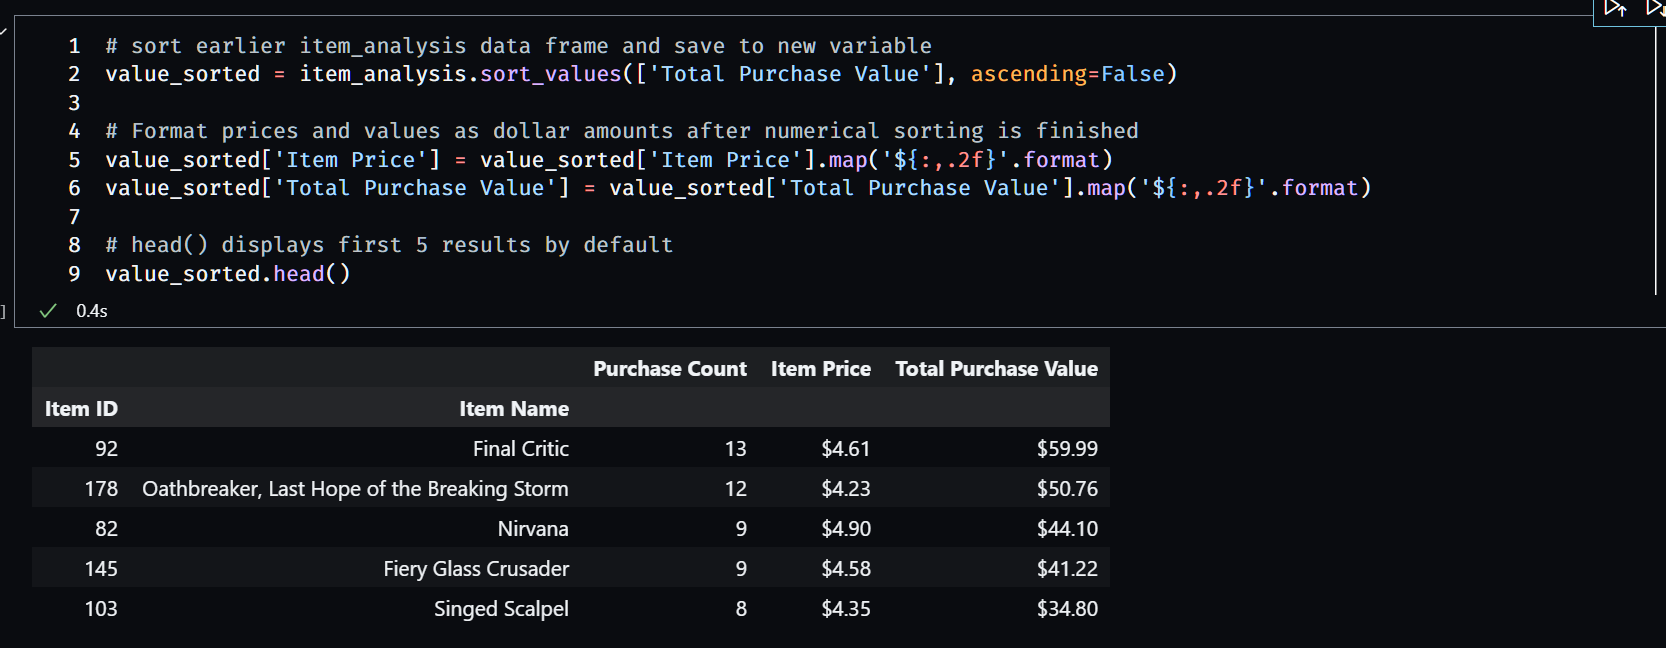 1 # sort earlier item_analysis data frame and save to new variable
2 value_sorted = item_analysis.sort_values(['Total Purchase Value'], ascending=False)
3
4 # Format prices and values as dollar amounts after numerical sorting is finished
5 value_sorted['Item Price'] = value_sorted['Item Price'].map('${:,.2f}'.format)
6 value_sorted['Total Purchase Value'] = value_sorted['Total Purchase Value'].map('${:,.2f}'.format)
7
8 # head() displays first 5 results by default
9 value_sorted.head()
] ✓ 0.4s
Purchase Count Item Price Total Purchase Value
Item ID Item Name
92 Final Critic 13 $4.61 $59.99
178 Oathbreaker, Last Hope of the Breaking Storm 12 $4.23 $50.76
82 Nirvana 9 $4.90 $44.10
145 Fiery Glass Crusader 9 $4.58 $41.22
103 Singed Scalpel 8 $4.35 $34.80